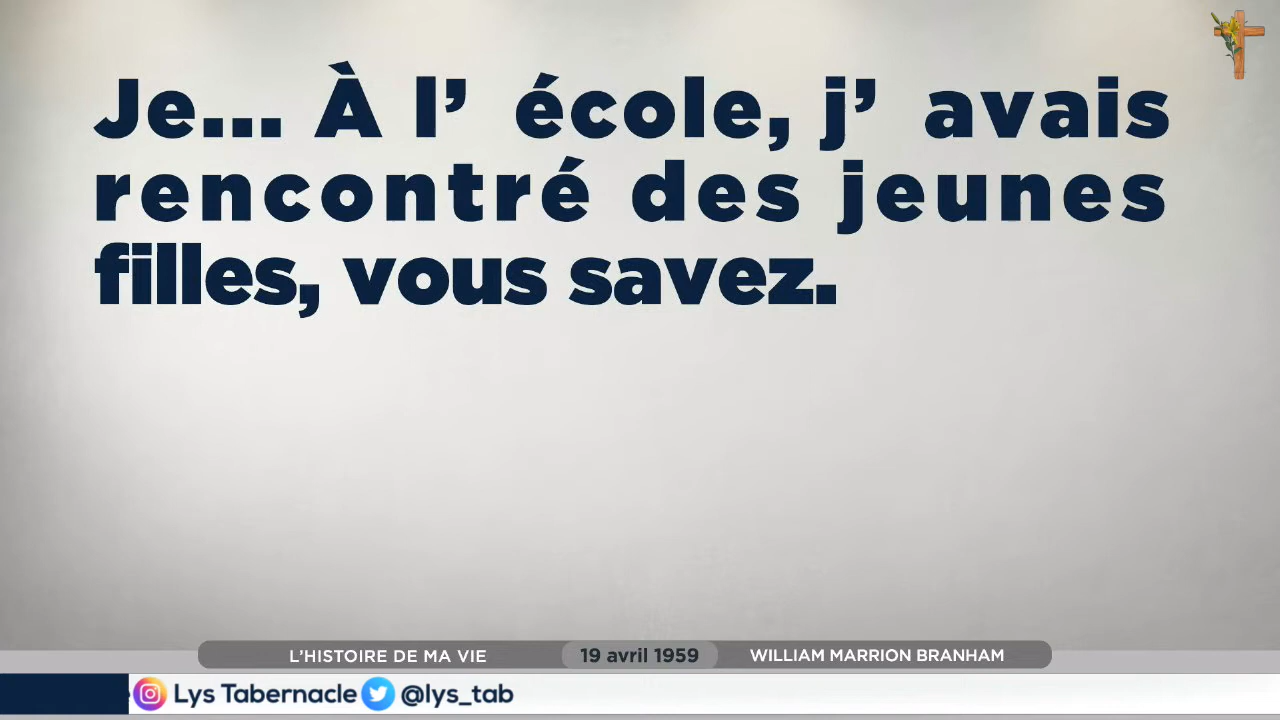 Je... À l’ école, j’ avais
rencontré des jeunes
filles, vous savez.
L’HISTOIRE DE MA VIE 19 avril 1959 WILLIAM MARRION BRANHAM
Lys Tabernacle @lys_tab